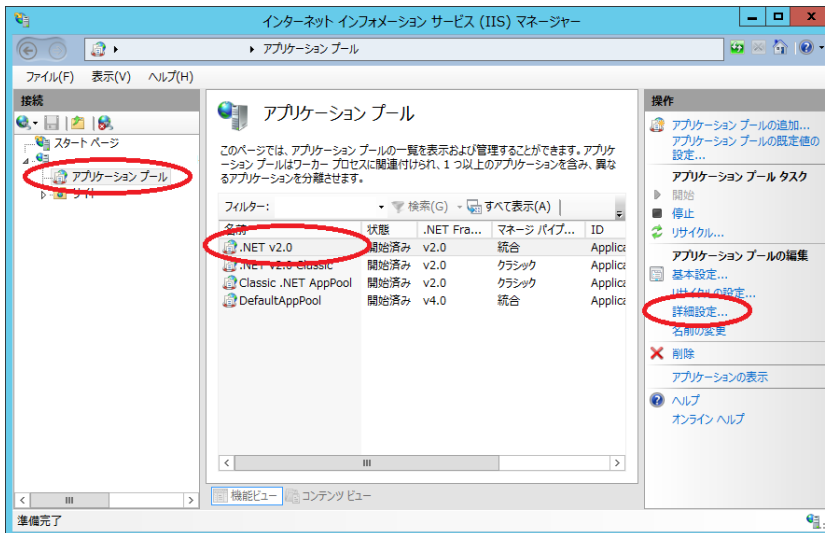 インターネット インフォメーション サービス (IIS) マネージャー
アプリケーション プール
ファイル(F) 表示(V) ヘルプ(H)
接続
スタート ページ
アプリケーション プール
サイト
アプリケーション プール
このページでは、アプリケーション プールの一覧を表示および管理することができます。アプリケ
ーション プールはワーカー プロセスに関連付けられ、1 つ以上のアプリケーションを含み、異な
るアプリケーションを分離させます。
フィルター: 検索(G) すべて表示(A)
名前 状態 .NET Fra... マネージ パイプ... ID
.NET v2.0 開始済み v2.0 統合 Applica
.NET v2.0 Classic 開始済み v2.0 クラシック Applica
Classic .NET AppPool 開始済み v2.0 クラシック Applica
DefaultAppPool 開始済み v4.0 統合 Applica
機能ビュー コンテンツ ビュー
操作
アプリケーション プールの追加...
アプリケーション プールの既定値の
設定...
アプリケーション プール タスク
開始
停止
リサイクル...
アプリケーション プールの編集
基本設定...
リサイクルの設定...
詳細設定...
名前の変更
削除
アプリケーションの表示
ヘルプ
オンライン ヘルプ
準備完了